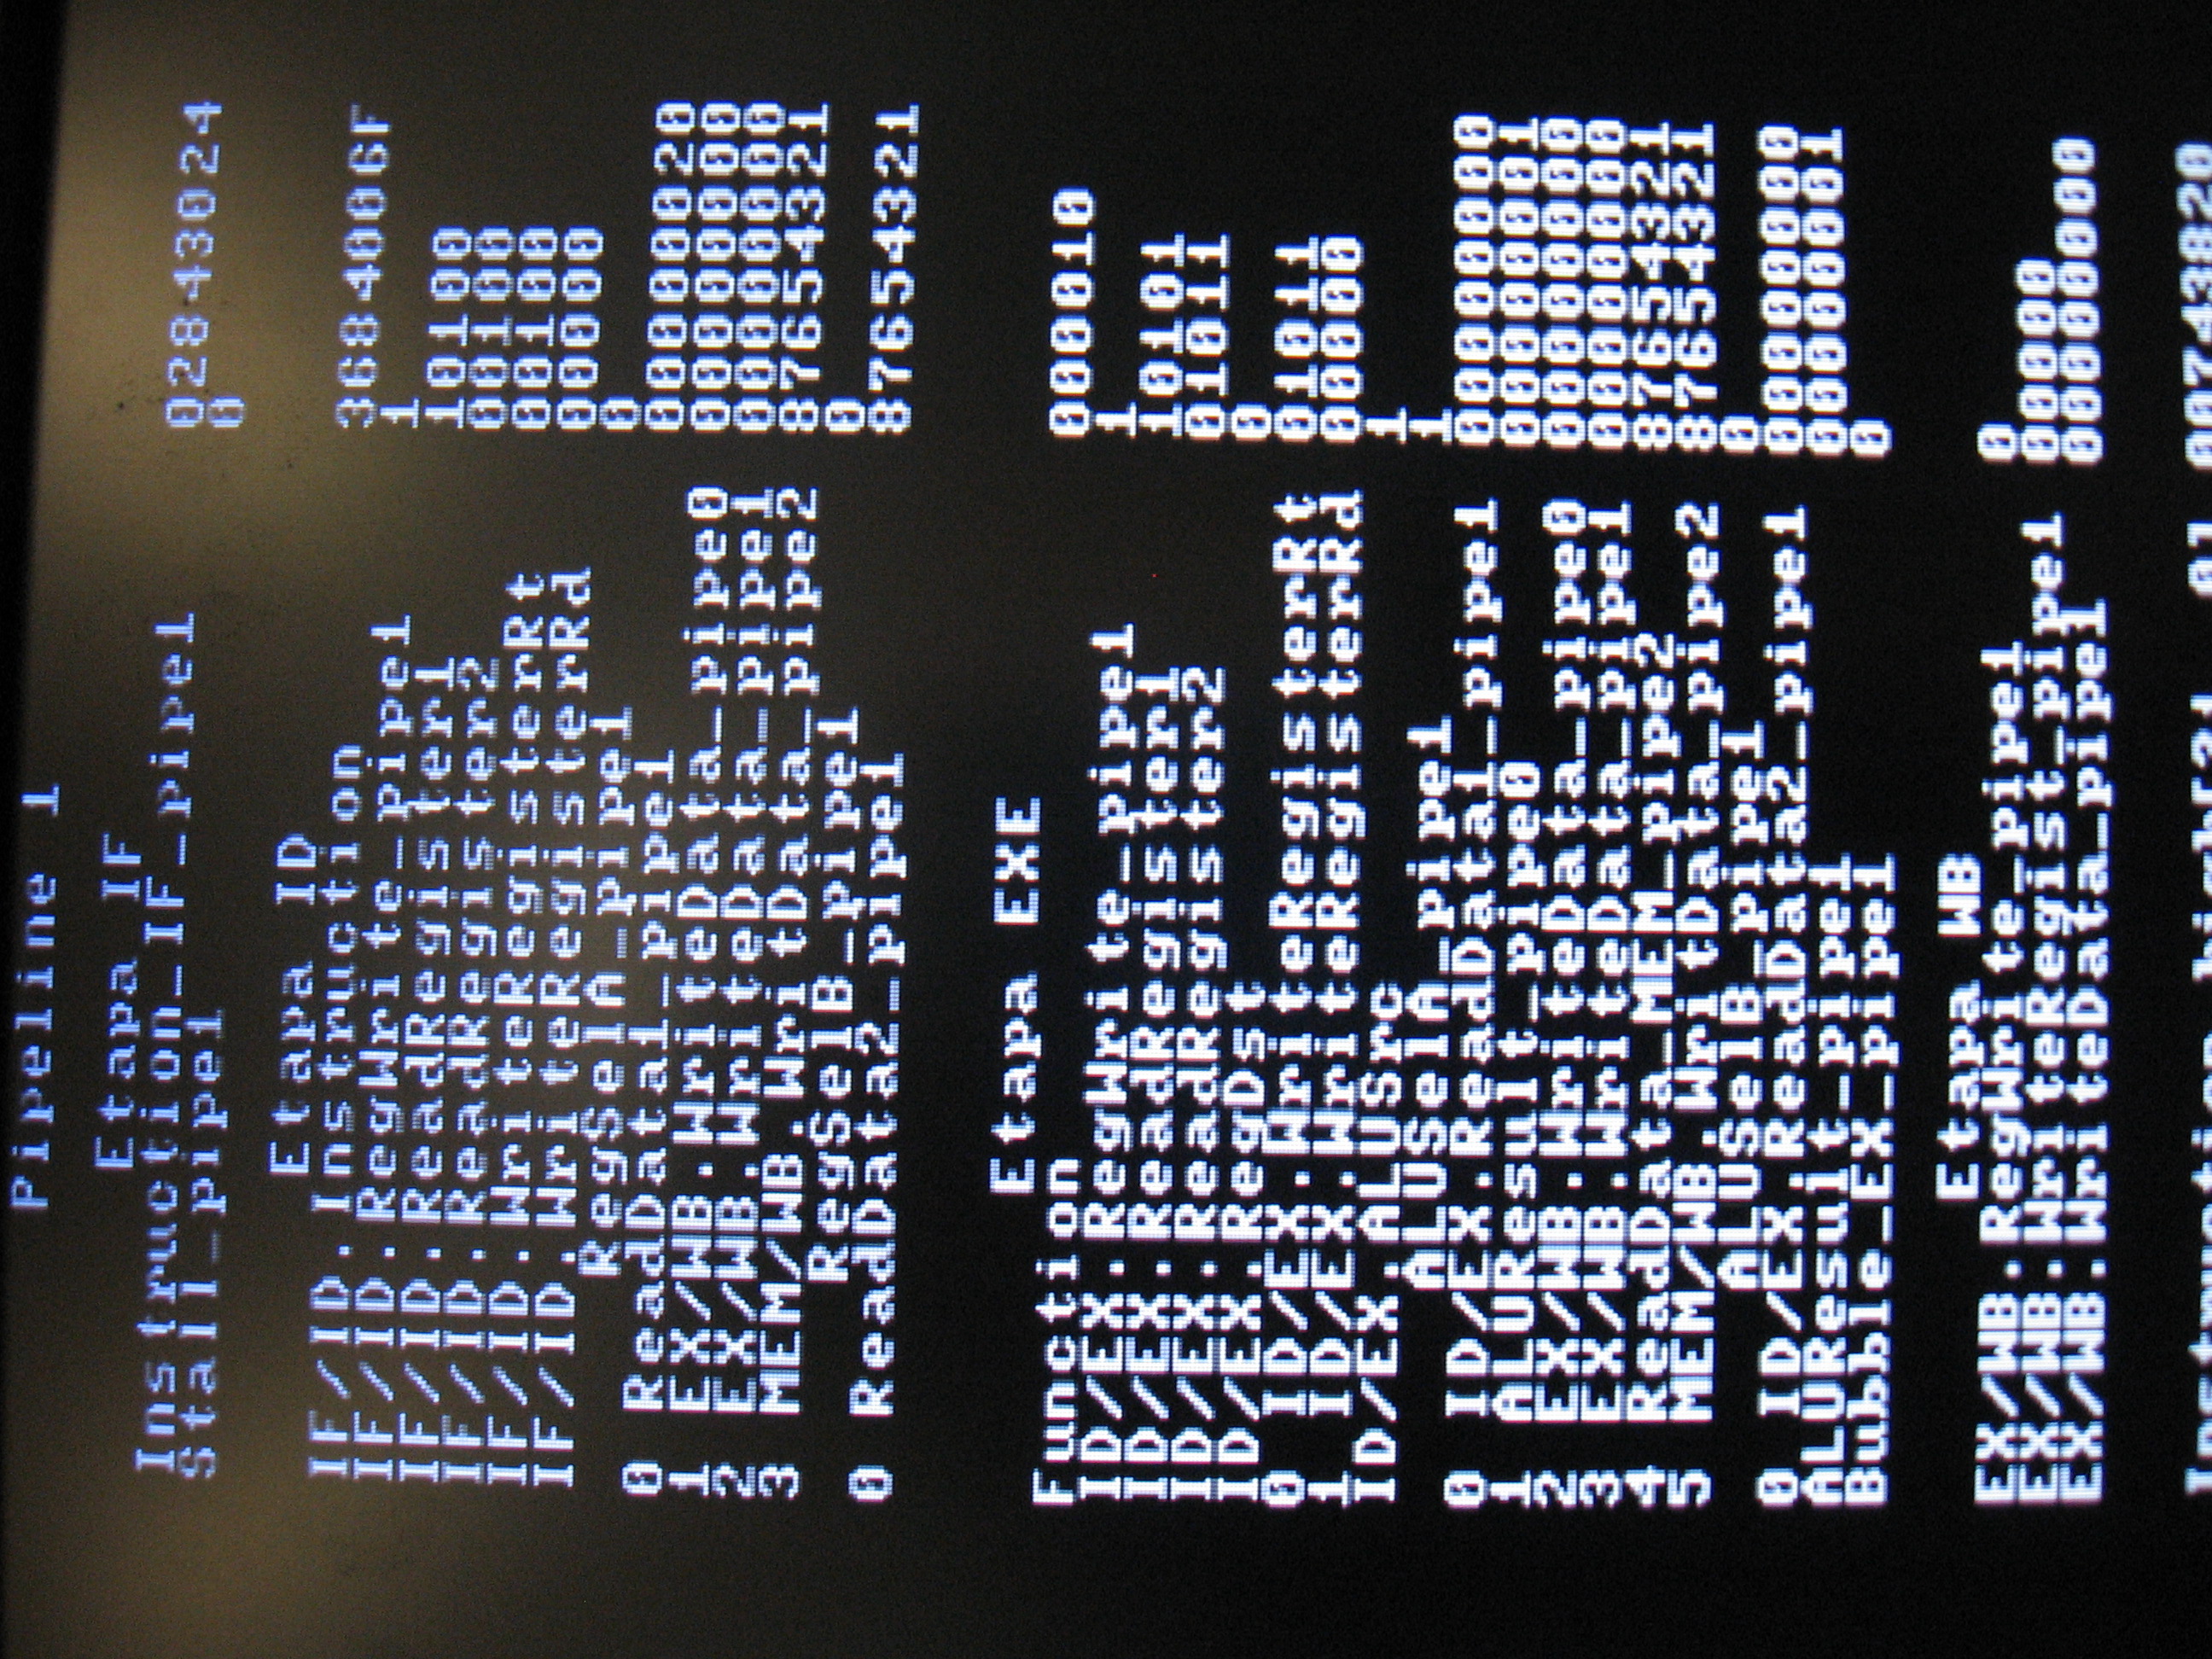 Pipeline 1
Etapa IF
Instruction_IF_pipe1 02843024
Stall_pipe1 0
Etapa ID
IF/ID.Instruction 3684006F
IF/ID.RegWrite_pipe1 1
IF/ID.ReadRegister1 10100
IF/ID.ReadRegister2 00100
IF/ID.WriteRegisterRt 00100
IF/ID.WriteRegisterRd 00000
RegSelA_pipe1 0
0 ReadData1_pipe1 00000020
1 EX/WB.WriteData_pipe0 00000000
2 EX/WB.WriteData_pipe1 00000000
3 MEM/WB.WritData_pipe2 87654321
RegSelB_pipe1 0
0 ReadData2_pipe1 87654321
Etapa EXE
Function 000010
ID/EX.RegWrite_pipe1 1
ID/EX.ReadRegister1 10101
ID/EX.ReadRegister2 01011
ID/EX.RegDst 0
0 ID/EX.WriteRegisterRt 01011
1 ID/EX.WriteRegisterRd 00000
ID/EX.ALUSrc 1
ALUSelA_pipe1 1
0 ID/EX.ReadData1_pipe1 00000000
1 ALUResult_pipe0 00000001
2 EX/WB.WriteData_pipe0 00000000
3 EX/WB.WriteData_pipe1 00000000
4 ReadData_MEM_pipe2 87654321
5 MEM/WB.WritData_pipe2 87654321
ALUSelB_pipe1 0
0 ID/EX.ReadData2_pipe1 00000000
ALUResult_pipe1 00000001
Bubble_EX_pipe1 0
Etapa WB
EX/WB.RegWrite_pipe1 0
EX/WB.WriteRegist_pipe1 00000
EX/WB.WriteData_pipe1 00000000
Instruction high[31 0] 00743820